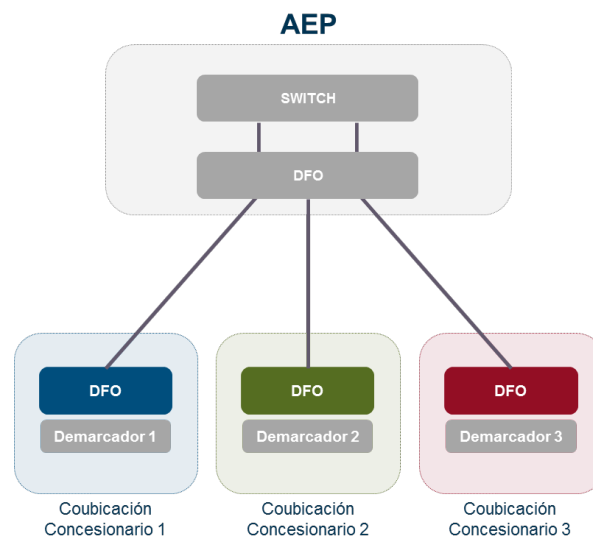 AEP
SWITCH
DFO
DFO
DFO
DFO
Demarcador 1
Demarcador 2
Demarcador 3
Coubicación
Concesionario 1
Coubicación
Concesionario 2
Coubicación
Concesionario 3